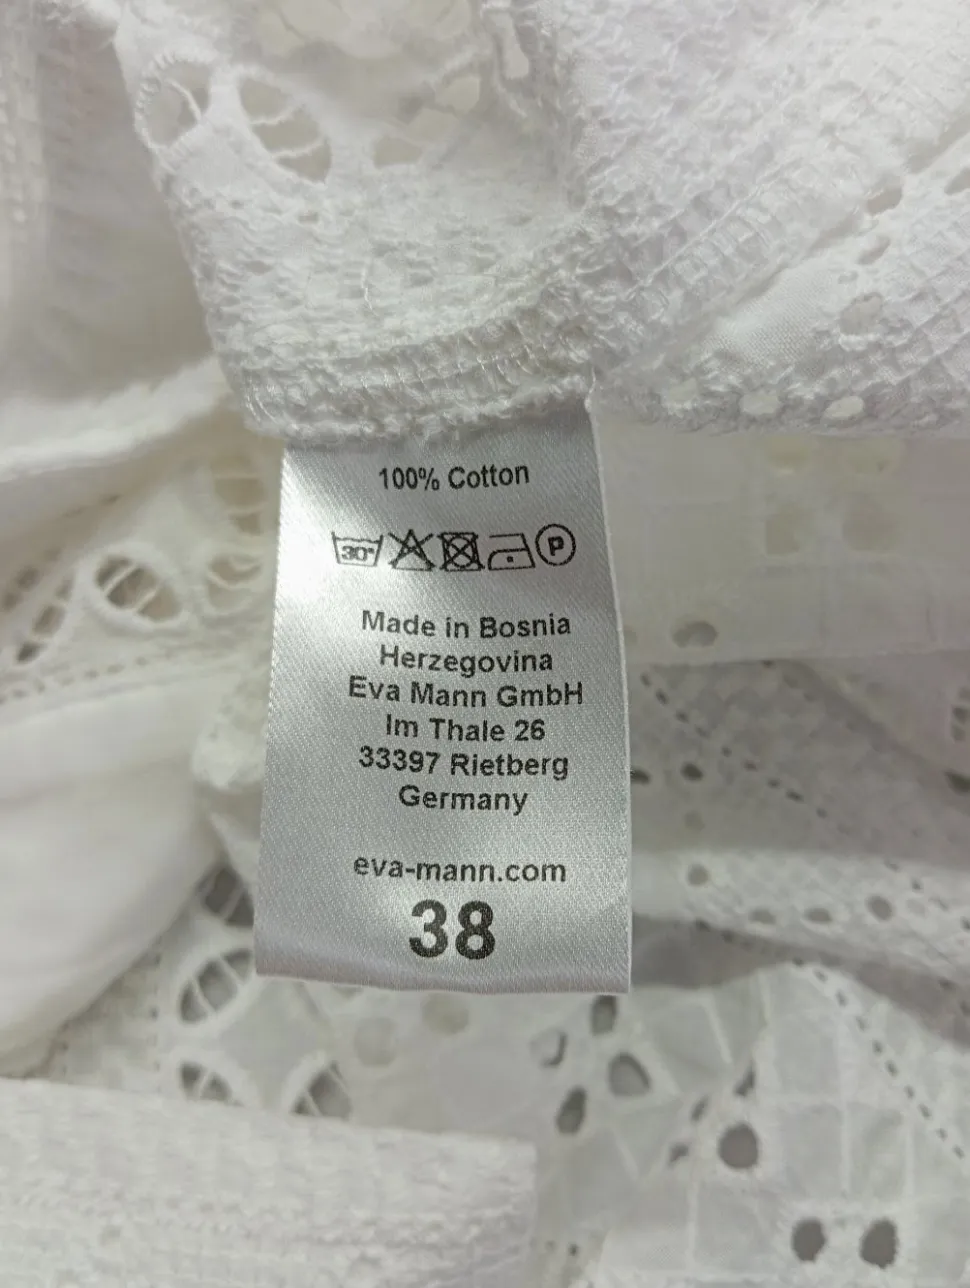 100% Cotton
30° P
Made in Bosnia
Herzegovina
Eva Mann GmbH
Im Thale 26
33397 Rietberg
Germany
eva-mann.com
38